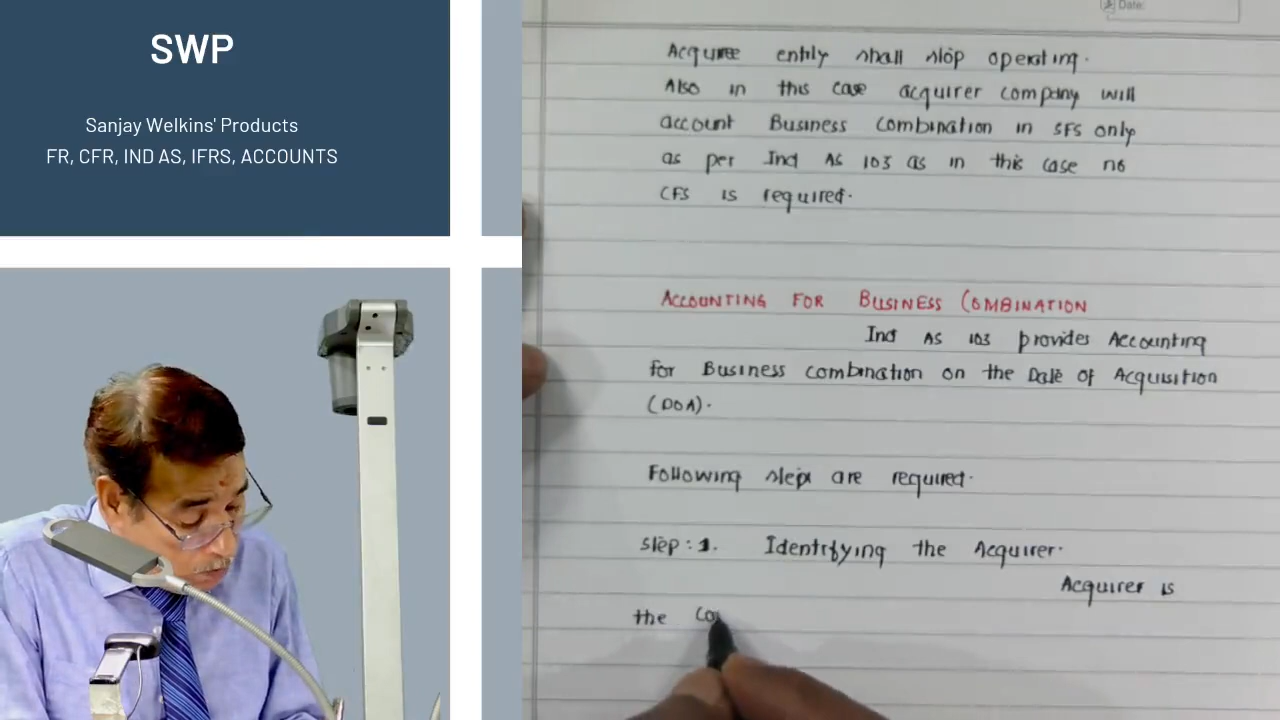 SWP
Sanjay Welkins' Products
FR, CFR, IND AS, IFRS, ACCOUNTS
Date:
Acquiree entity shall stop operating.
Also in this case acquirer company will
account Business Combination in SFS only
as per Ind AS 103 as in this case no
CFS is required.
ACCOUNTING FOR BUSINESS COMBINATION
Ind AS 103 provides Accounting
for Business combination on the Date of Acquisition
(DOA).
Following steps are required.
Step: 1. Identifying the Acquirer.
Acquirer is
the Co